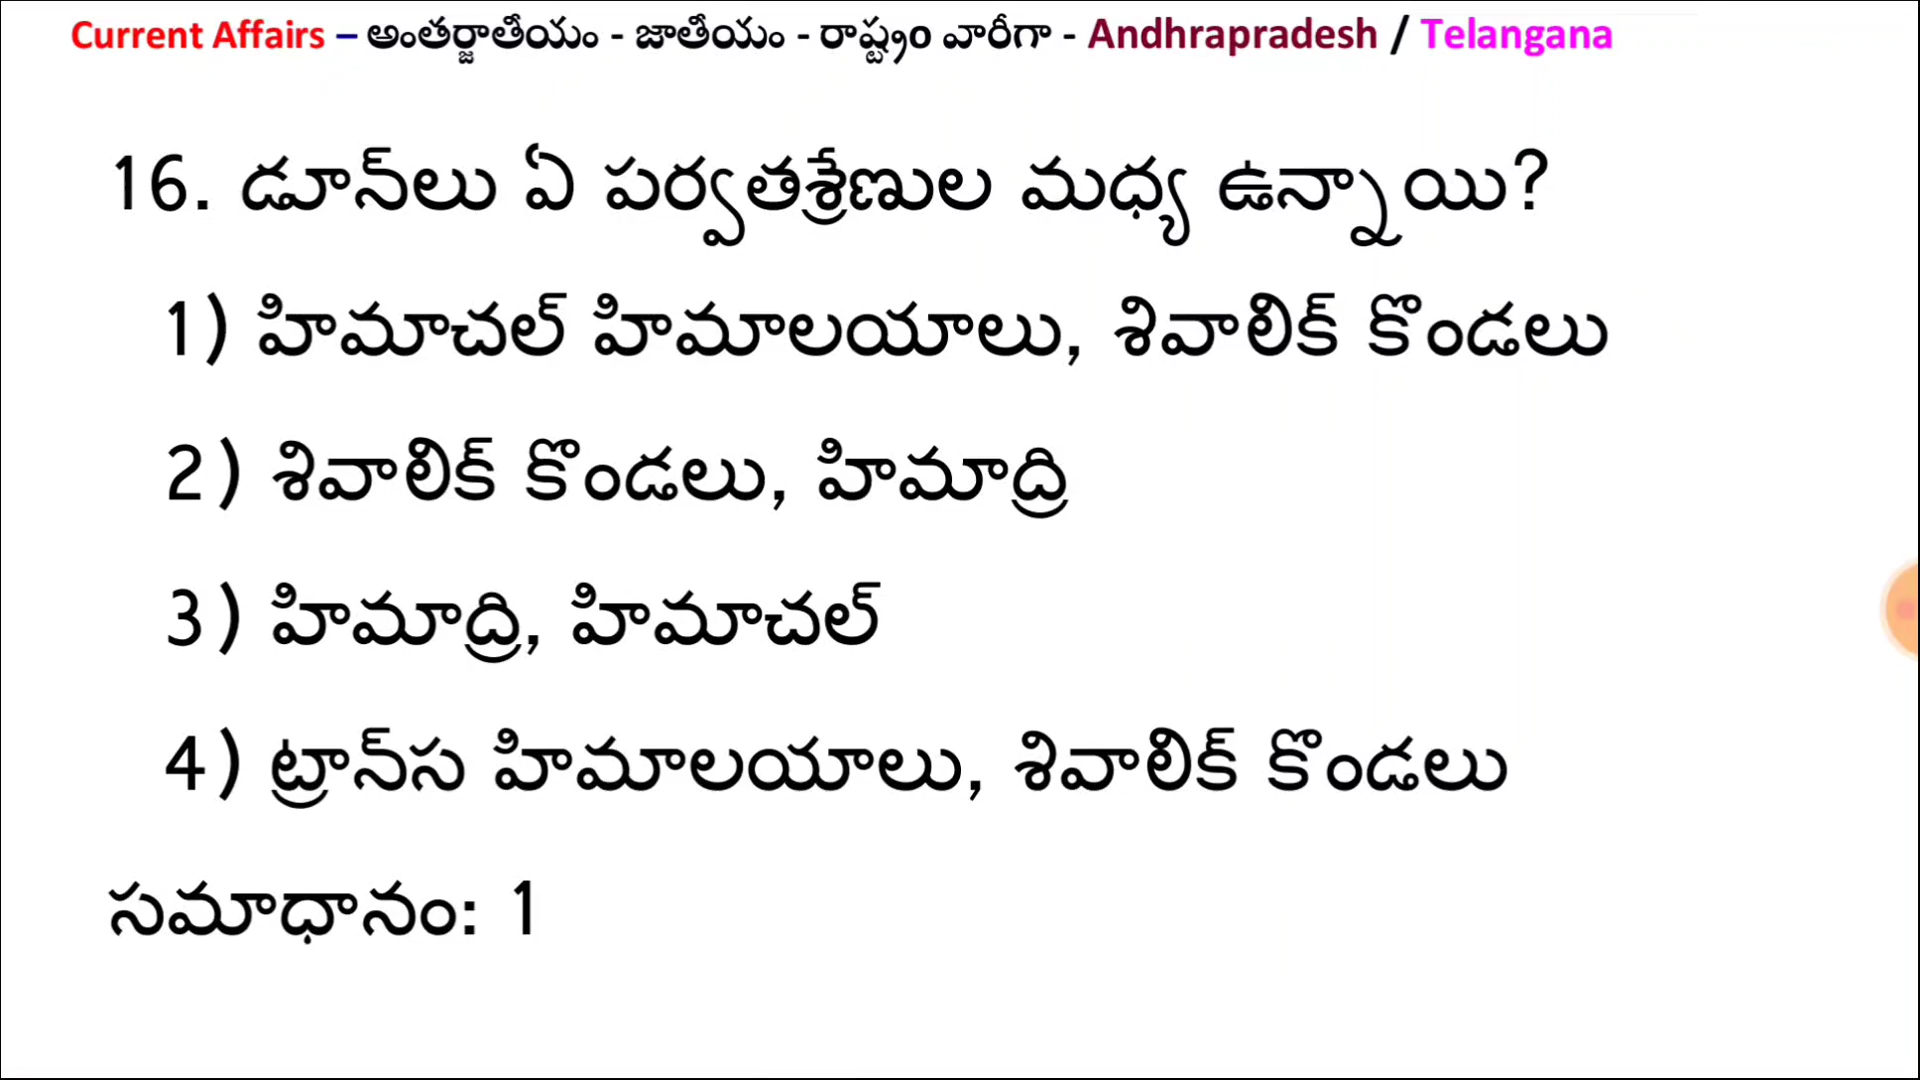 Current Affairs – అంతర్జాతీయం - జాతీయం - రాష్ట్రం వారీగా - Andhrapradesh / Telangana
16. డూన్‌లు ఏ పర్వతశ్రేణుల మధ్య ఉన్నాయి?
1) హిమాచల్ హిమాలయాలు, శివాలిక్ కొండలు
2) శివాలిక్ కొండలు, హిమాద్రి
3) హిమాద్రి, హిమాచల్
4) ట్రాన్‌స హిమాలయాలు, శివాలిక్ కొండలు
సమాధానం: 1